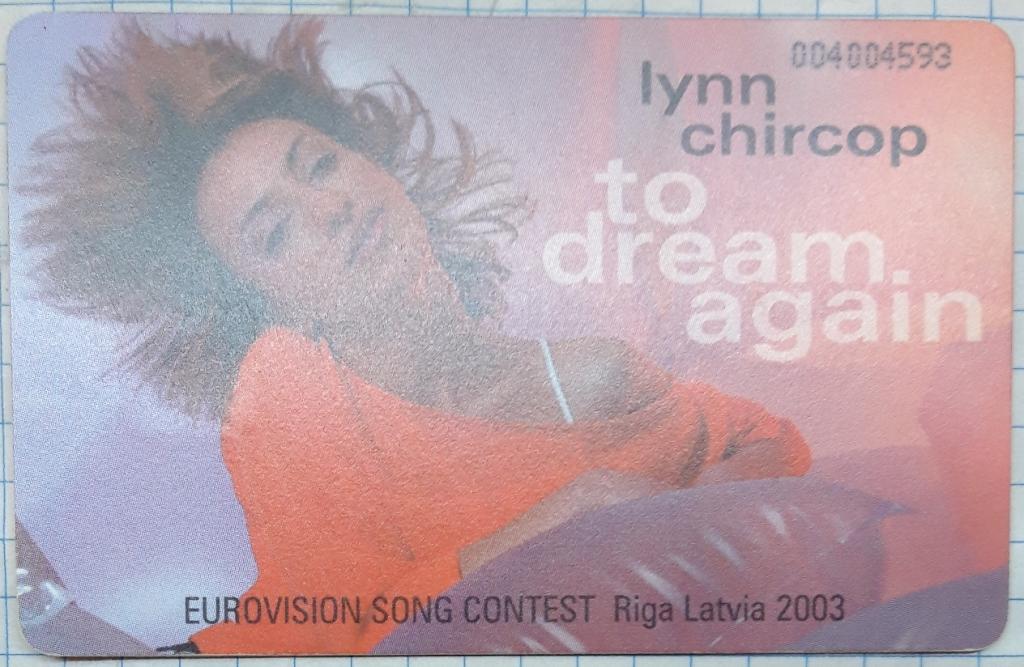 004004593
lynn
chircop
to
dream
again
EUROVISION SONG CONTEST Riga Latvia 2003